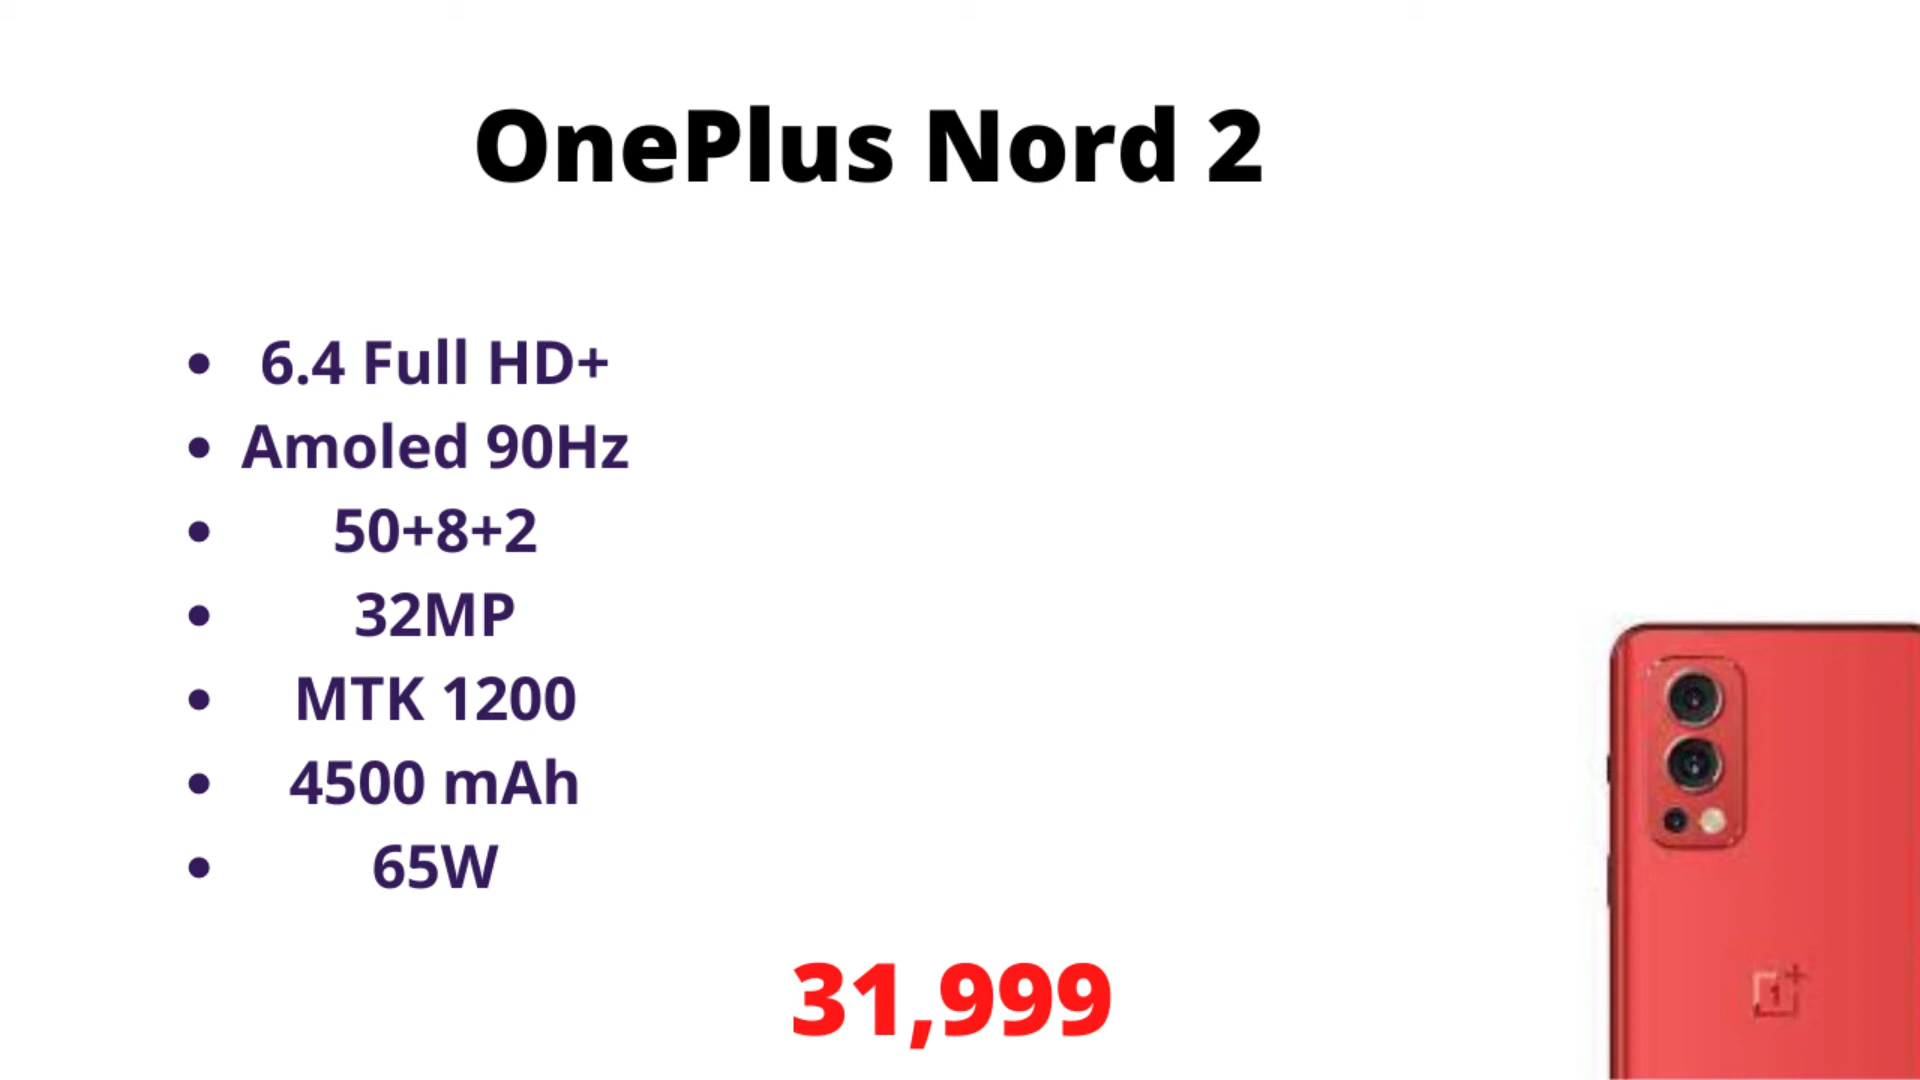 OnePlus Nord 2
• 6.4 Full HD+
• Amoled 90Hz
• 50+8+2
• 32MP
• MTK 1200
• 4500 mAh
• 65W
31,999
1+